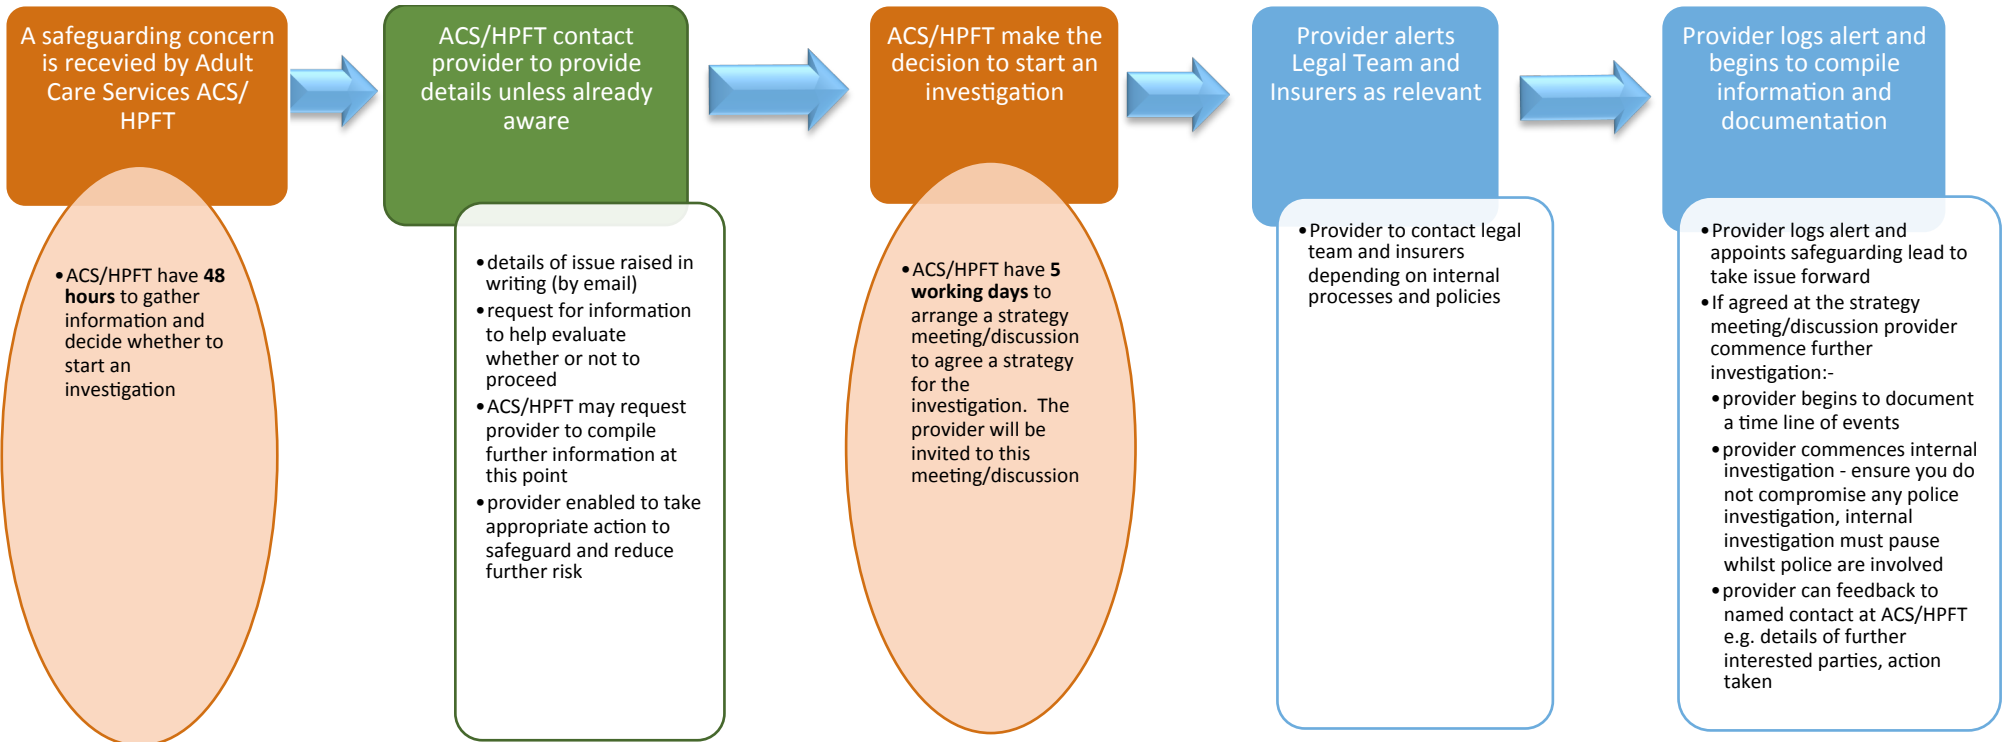 A safeguarding concern
is recevied by Adult
Care Services ACS/
HPFT
•ACS/HPFT have 48
hours to gather
information and
decide whether to
start an
investigation
ACS/HPFT contact
provider to provide
details unless already
aware
•details of issue raised in
writing (by email)
•request for information
to help evaluate
whether or not to
proceed
•ACS/HPFT may request
provider to compile
further information at
this point
•provider enabled to take
appropriate action to
safeguard and reduce
further risk
ACS/HPFT make the
decision to start an
investigation
•ACS/HPFT have 5
working days to
arrange a strategy
meeting/discussion
to agree a strategy
for the
investigation.  The
provider will be
invited to this
meeting/discussion
Provider alerts
Legal Team and
Insurers as relevant
•Provider to contact legal
team and insurers
depending on internal
processes and policies
Provider logs alert and
begins to compile
information and
documentation
•Provider logs alert and
appoints safeguarding lead to
take issue forward
•If agreed at the strategy
meeting/discussion provider
commence further
investigation:-
•provider begins to document
a time line of events
•provider commences internal
investigation - ensure you do
not compromise any police
investigation, internal
investigation must pause
whilst police are involved
•provider can feedback to
named contact at ACS/HPFT
e.g. details of further
interested parties, action
taken